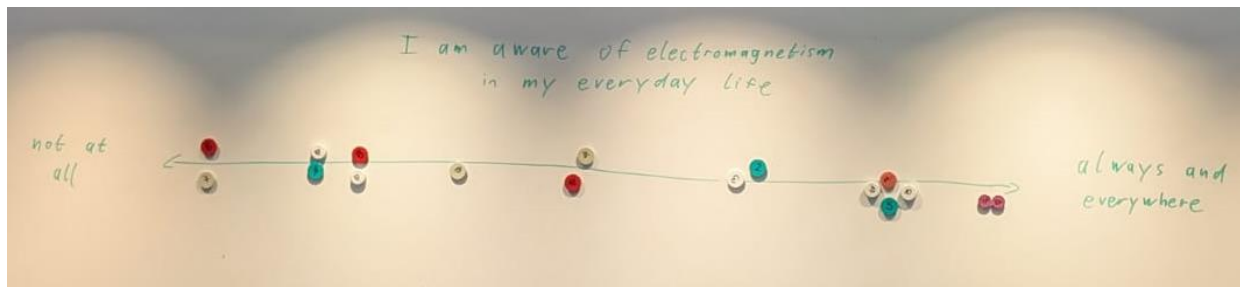 I am aware of electromagnetism
in my everyday life
not at
all
always and
everywhere